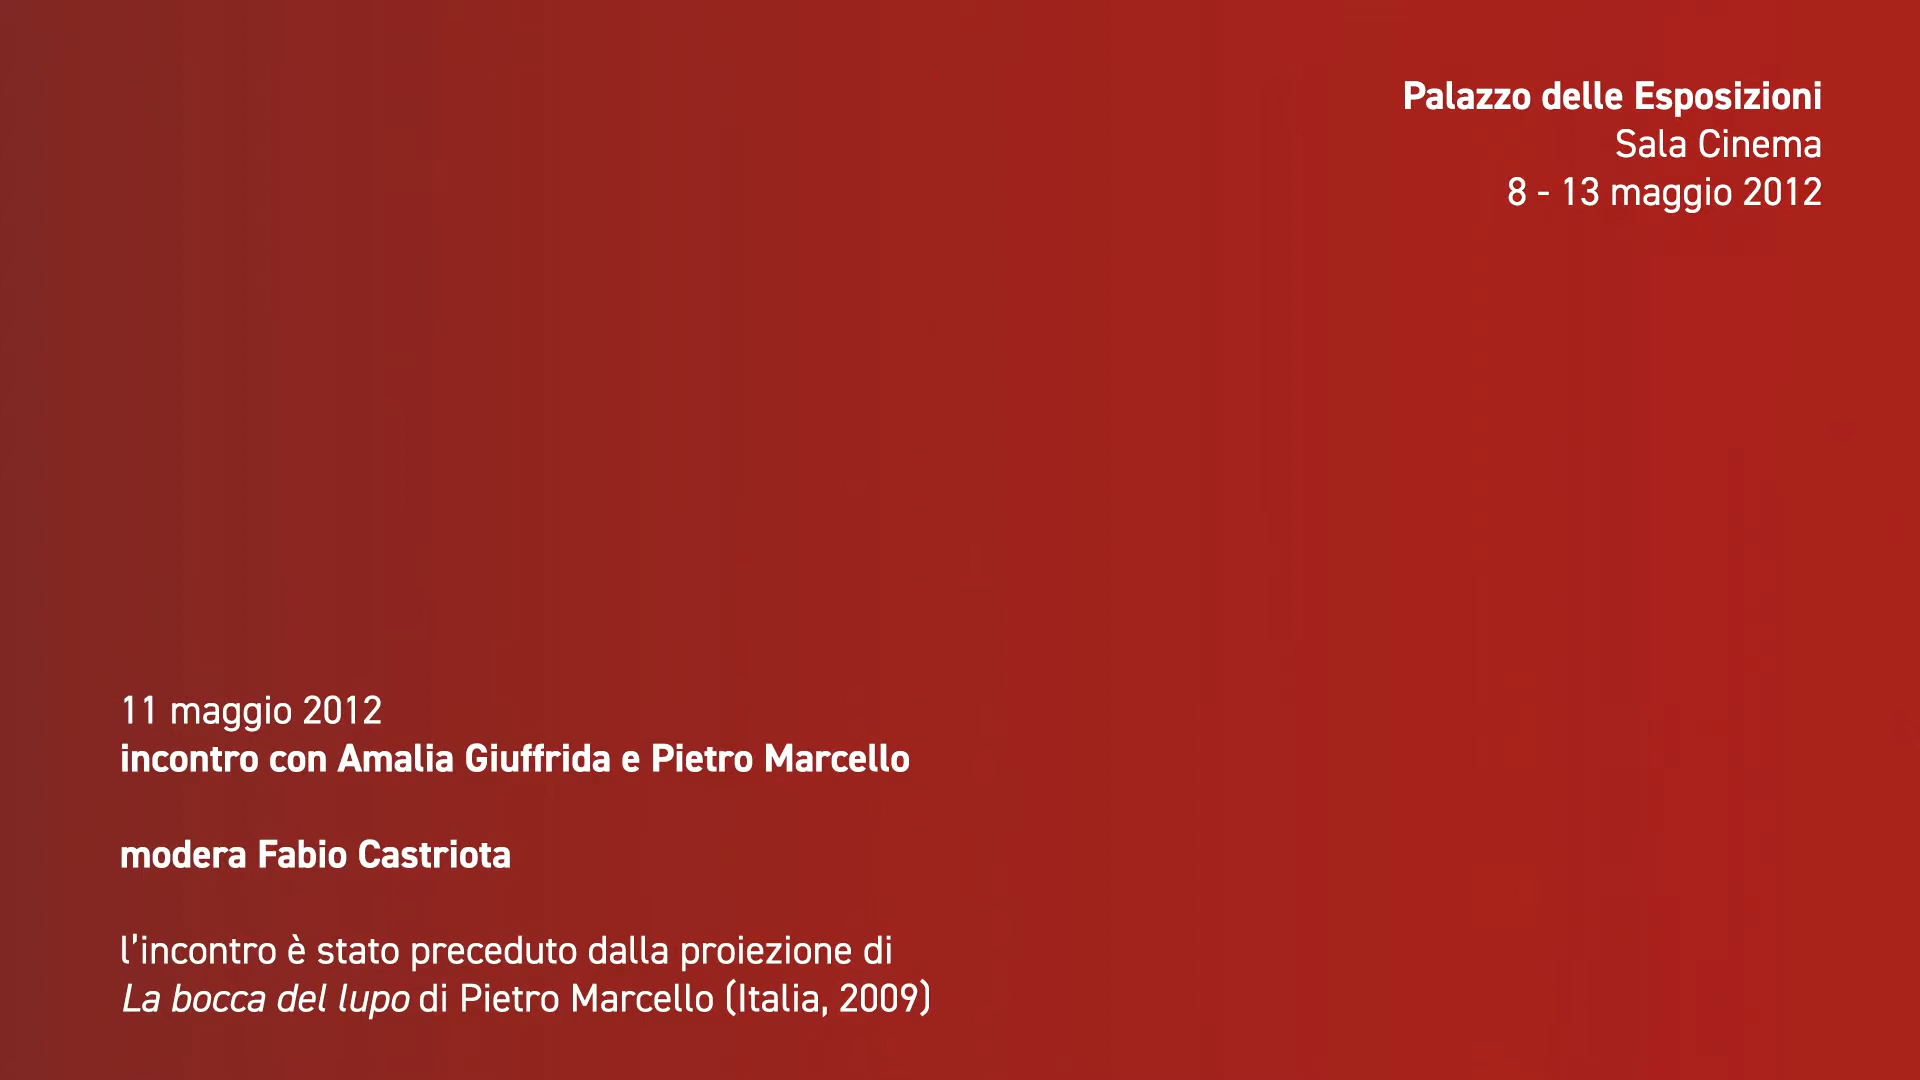 Palazzo delle Esposizioni
Sala Cinema
8 - 13 maggio 2012
11 maggio 2012
incontro con Amalia Giuffrida e Pietro Marcello
modera Fabio Castriota
l’incontro è stato preceduto dalla proiezione di
La bocca del lupo di Pietro Marcello (Italia, 2009)